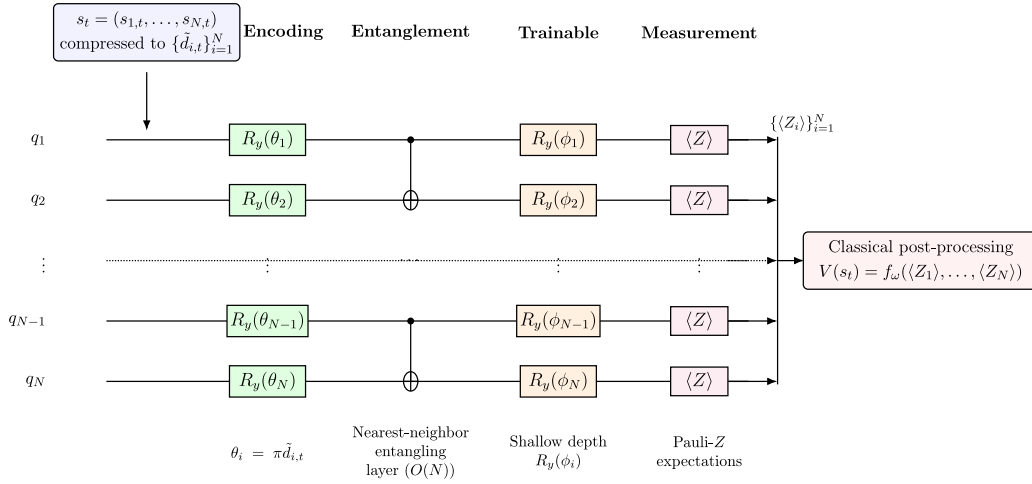 s_t = (s_{1,t}, . . . , s_{N,t})
compressed to {d̃_{i,t}}_{i=1}^N
Encoding Entanglement Trainable Measurement
q_1 R_y(θ_1) R_y(ϕ_1) ⟨Z⟩ {⟨Z_i⟩}_{i=1}^N
q_2 R_y(θ_2) R_y(ϕ_2) ⟨Z⟩
Classical post-processing
V(s_t) = f_ω(⟨Z_1⟩, . . . , ⟨Z_N⟩)
⋮ ⋮ ... ⋮ ⋮
q_{N−1} R_y(θ_{N−1}) R_y(ϕ_{N−1}) ⟨Z⟩
q_N R_y(θ_N) R_y(ϕ_N) ⟨Z⟩
θ_i = πd̃_{i,t}
Nearest-neighbor
entangling
layer (O(N))
Shallow depth
R_y(ϕ_i)
Pauli-Z
expectations